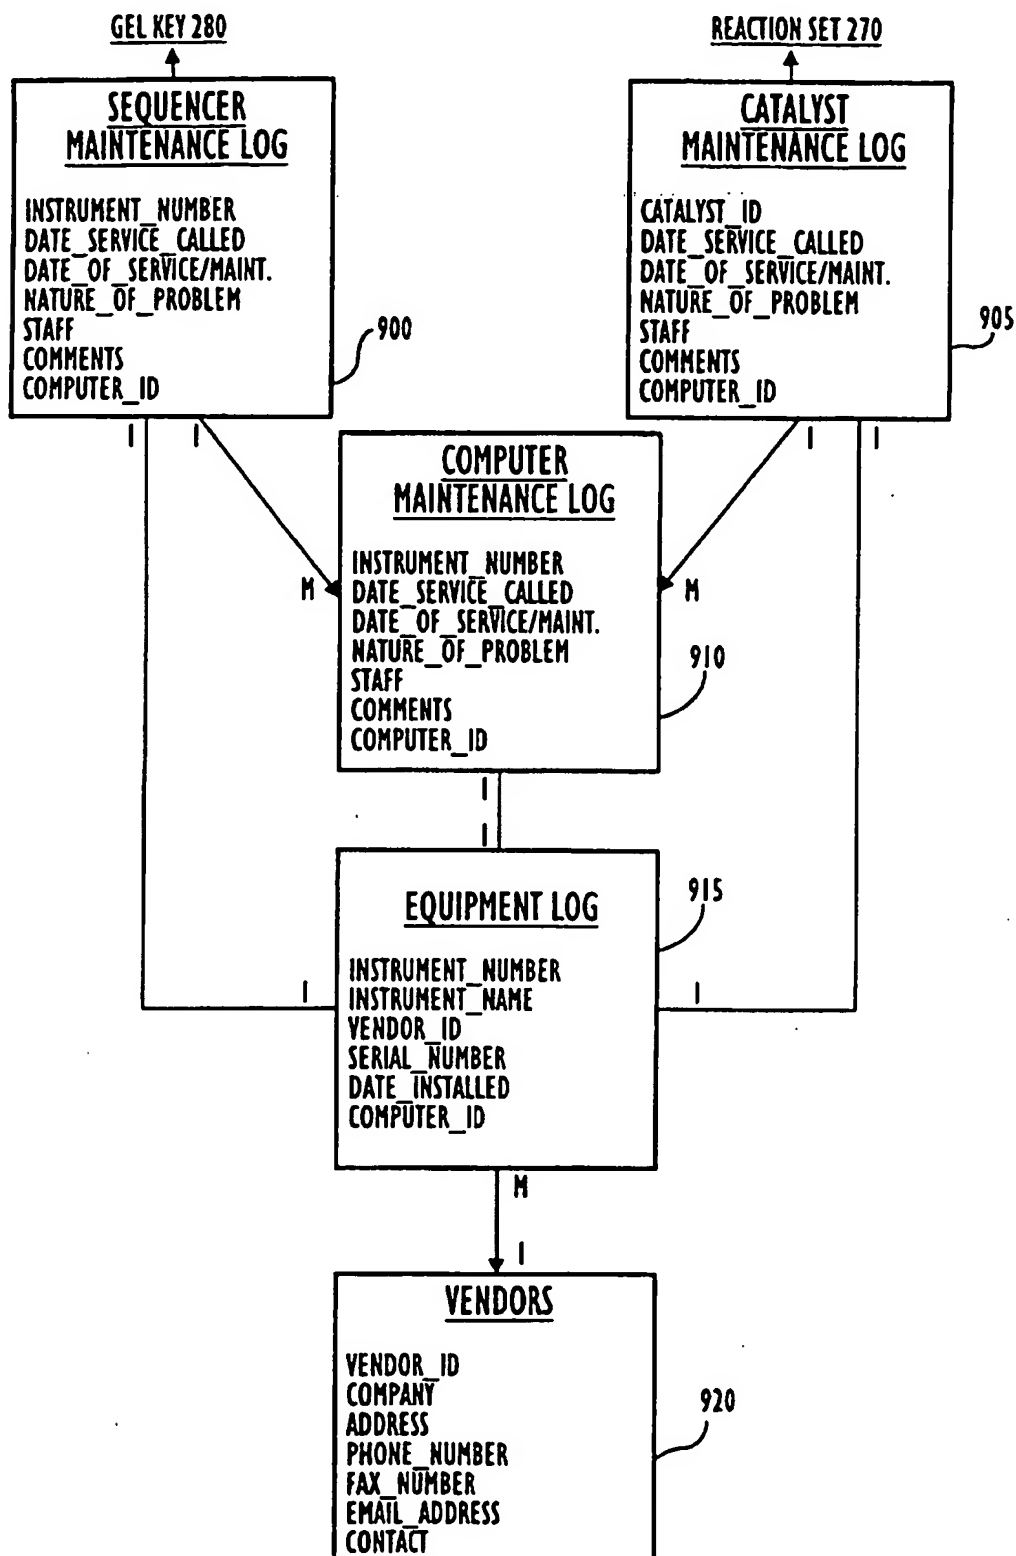 GEL KEY 280
SEQUENCER
MAINTENANCE LOG
INSTRUMENT_NUMBER
DATE_SERVICE_CALLED
DATE_OF_SERVICE/MAINT.
NATURE_OF_PROBLEM
STAFF
COMMENTS
COMPUTER_ID
900
REACTION SET 270
CATALYST
MAINTENANCE LOG
CATALYST_ID
DATE_SERVICE_CALLED
DATE_OF_SERVICE/MAINT.
NATURE_OF_PROBLEM
STAFF
COMMENTS
COMPUTER_ID
905
1
1
1
1
COMPUTER
MAINTENANCE LOG
INSTRUMENT_NUMBER
DATE_SERVICE_CALLED
DATE_OF_SERVICE/MAINT.
NATURE_OF_PROBLEM
STAFF
COMMENTS
COMPUTER_ID
M
M
910
1
1
EQUIPMENT LOG
INSTRUMENT_NUMBER
INSTRUMENT_NAME
VENDOR_ID
SERIAL_NUMBER
DATE_INSTALLED
COMPUTER_ID
915
1
1
M
1
VENDORS
VENDOR_ID
COMPANY
ADDRESS
PHONE_NUMBER
FAX_NUMBER
EMAIL_ADDRESS
CONTACT
920